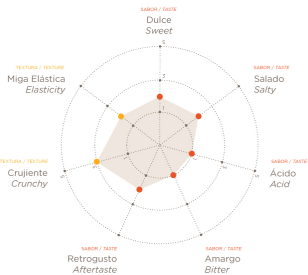 SABOR / TASTE
Dulce
Sweet
5
3
1
TEXTURA / TEXTURE
Miga Elástica
Elasticity
SABOR / TASTE
Salado
Salty
TEXTURA / TEXTURE
Crujiente
Crunchy
SABOR / TASTE
Ácido
Acid
SABOR / TASTE
Retrogusto
Aftertaste
SABOR / TASTE
Amargo
Bitter